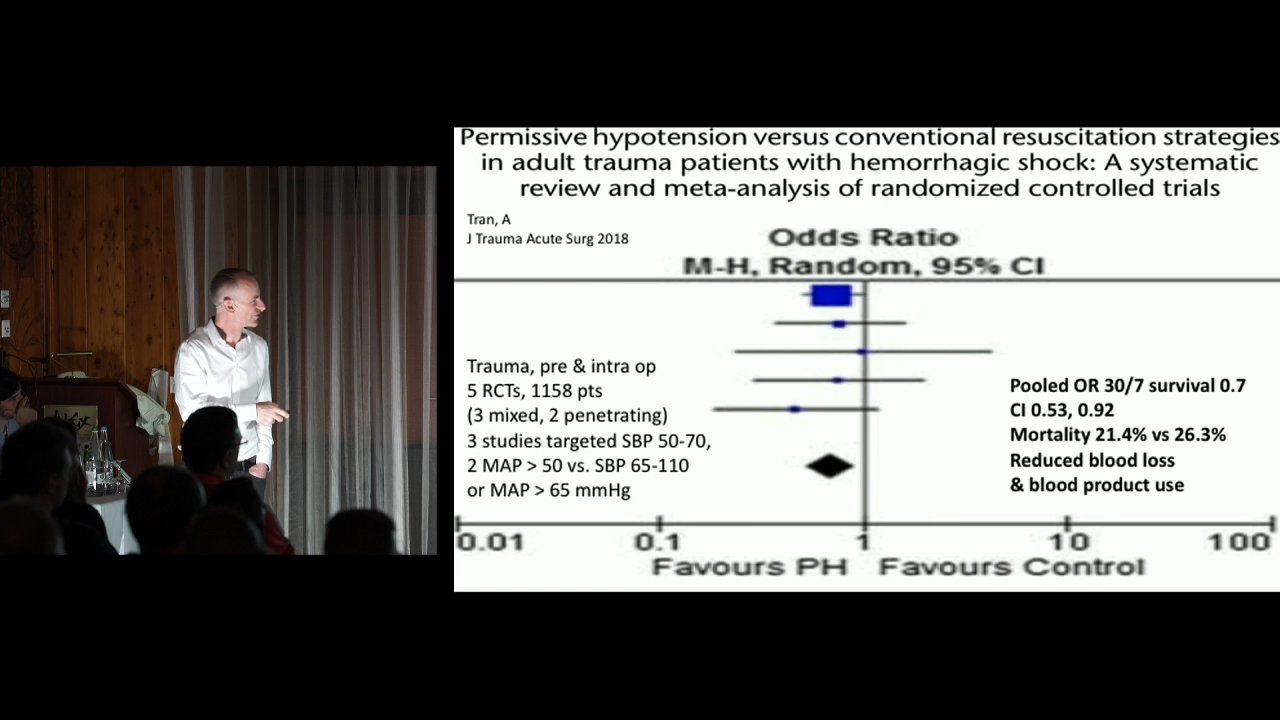 Permissive hypotension versus conventional resuscitation strategies
in adult trauma patients with hemorrhagic shock: A systematic
review and meta-analysis of randomized controlled trials
Tran, A
J Trauma Acute Surg 2018
Odds Ratio
M-H, Random, 95% CI
Trauma, pre & intra op
5 RCTs, 1158 pts
(3 mixed, 2 penetrating)
3 studies targeted SBP 50-70,
2 MAP > 50 vs. SBP 65-110
or MAP > 65 mmHg
Pooled OR 30/7 survival 0.7
CI 0.53, 0.92
Mortality 21.4% vs 26.3%
Reduced blood loss
& blood product use
0.01 0.1 1 10 100
Favours PH Favours Control